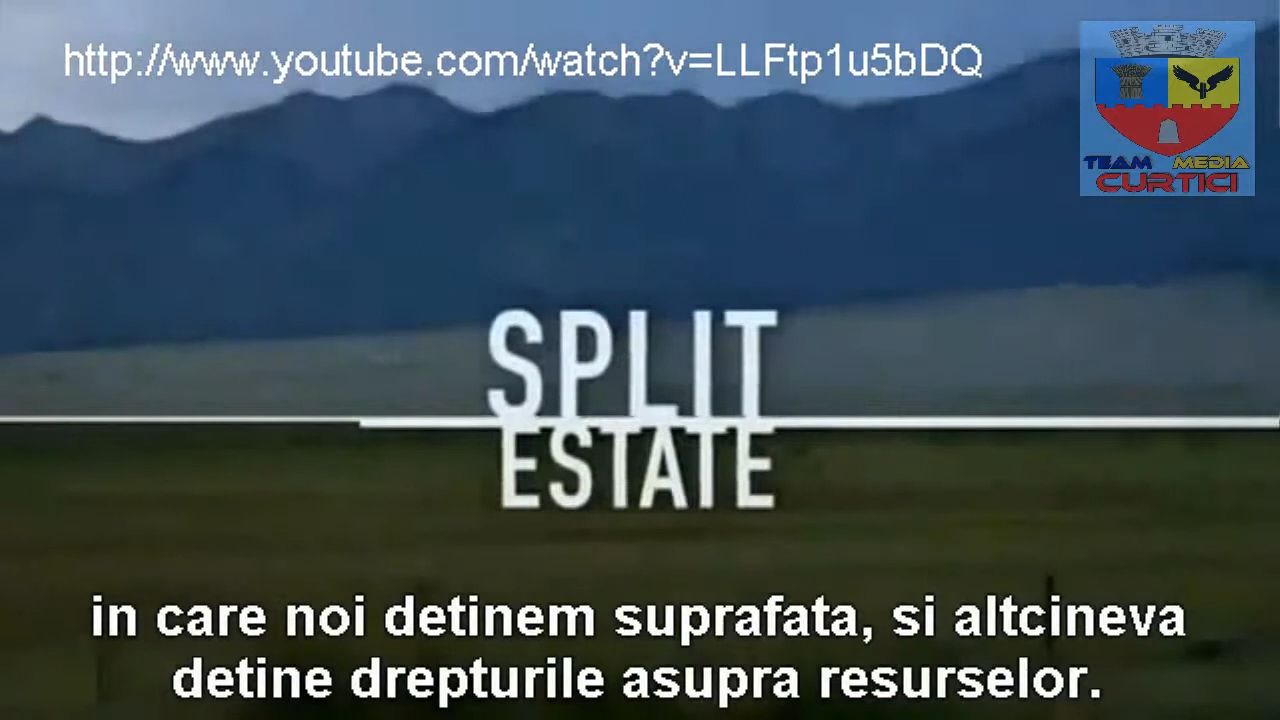 http://www.youtube.com/watch?v=LLFtp1u5bDQ
TEAM MEDIA
CURTICI
SPLIT
ESTATE
in care noi detinem suprafata, si altcineva
detine drepturile asupra resurselor.